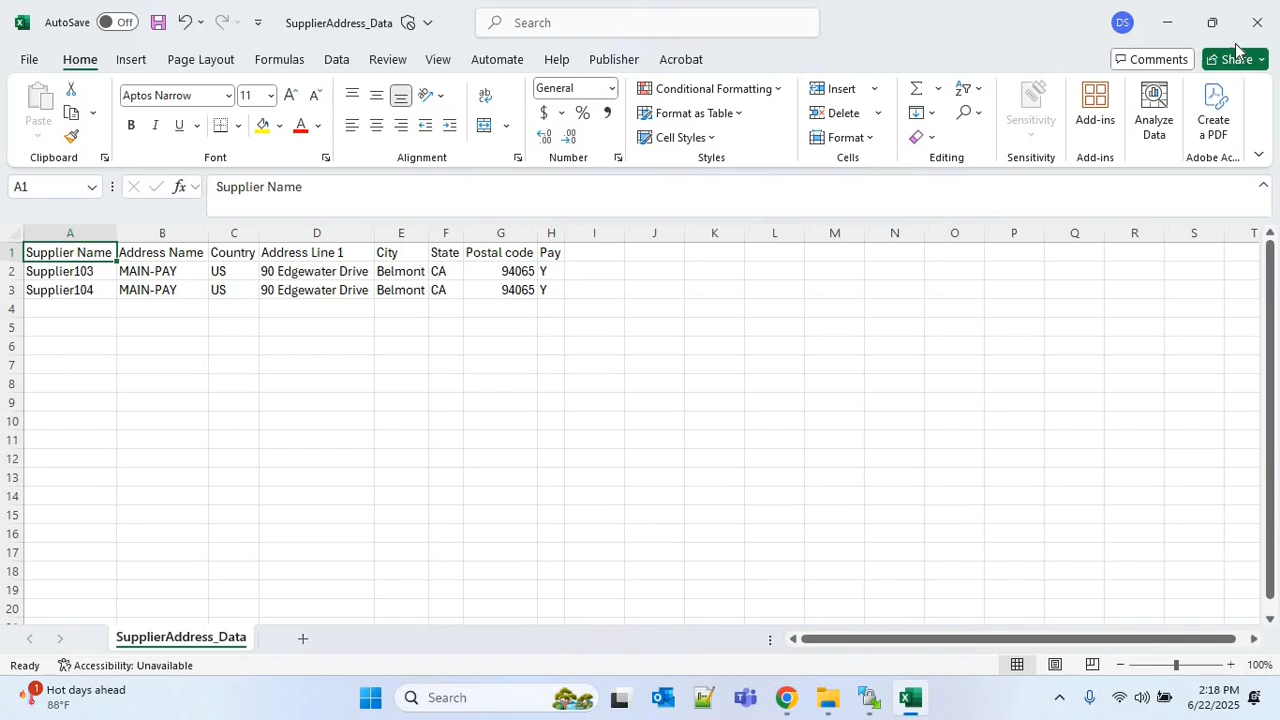 AutoSave Off SupplierAddress_Data Search DS
File Home Insert Page Layout Formulas Data Review View Automate Help Publisher Acrobat Comments Share
Paste Aptos Narrow 11 General Conditional Formatting Insert Sensitivity Add-ins Analyze Data Create a PDF
B I U $ % Format as Table Delete
Cell Styles Format
Clipboard Font Alignment Number Styles Cells Editing Sensitivity Add-ins Adobe Ac...
A1 fx Supplier Name
A B C D E F G H I J K L M N O P Q R S T
1 Supplier Name Address Name Country Address Line 1 City State Postal code Pay
2 Supplier103 MAIN-PAY US 90 Edgewater Drive Belmont CA 94065 Y
3 Supplier104 MAIN-PAY US 90 Edgewater Drive Belmont CA 94065 Y
4
5
6
7
8
9
10
11
12
13
14
15
16
17
18
19
20
SupplierAddress_Data
Ready Accessibility: Unavailable 100%
1 Hot days ahead Search 2:18 PM
88°F 6/22/2025